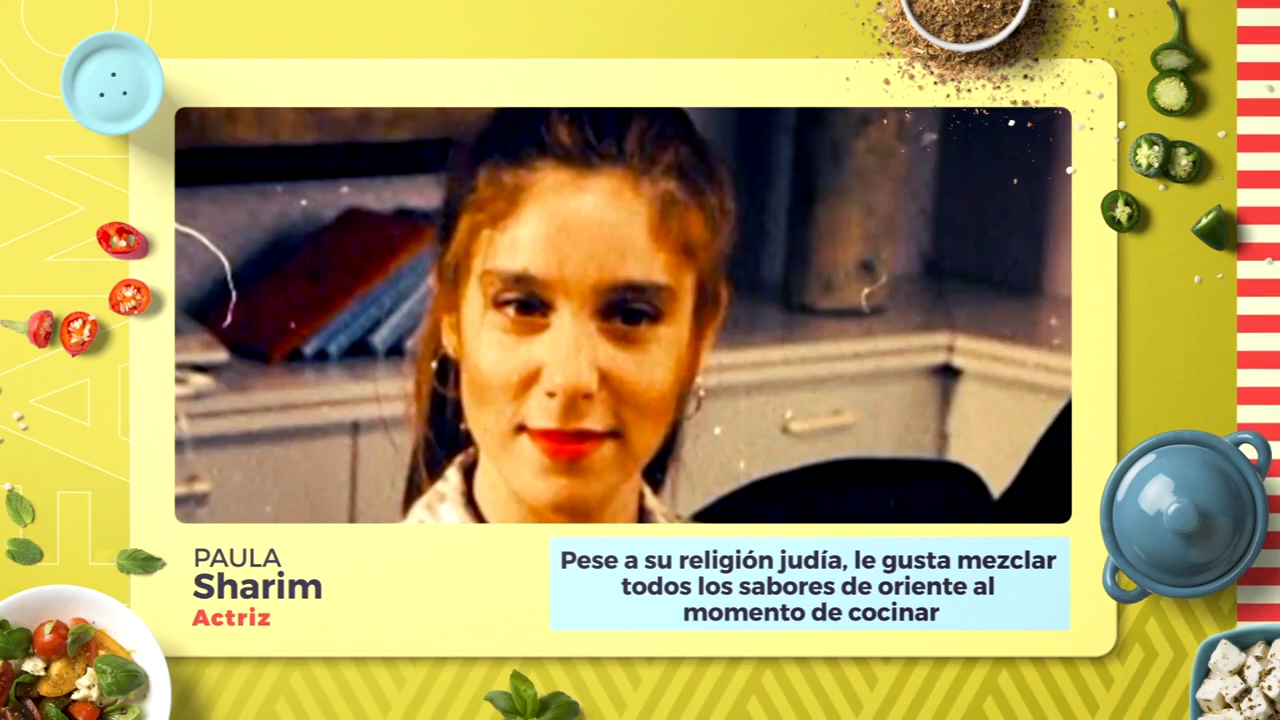 PAULA
Sharim
Actriz
Pese a su religión judía, le gusta mezclar
todos los sabores de oriente al
momento de cocinar